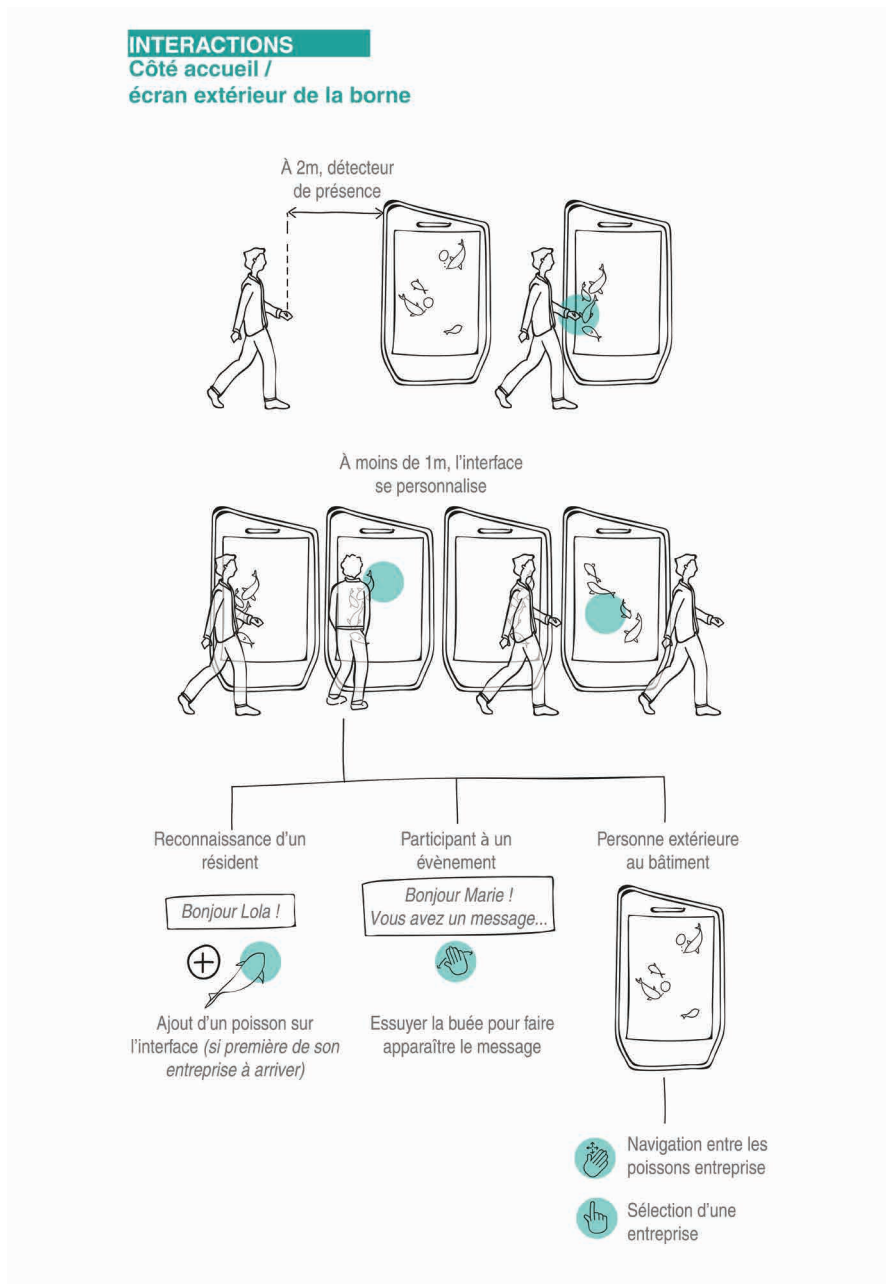 INTERACTIONS
Côté accueil /
écran extérieur de la borne
À 2m, détecteur
de présence
À moins de 1m, l'interface
se personnalise
Reconnaissance d'un
résident
Participant à un
évènement
Personne extérieure
au bâtiment
Bonjour Lola !
Bonjour Marie !
Vous avez un message...
Ajout d'un poisson sur
l'interface (si première de son
entreprise à arriver)
Essuyer la buée pour faire
apparaître le message
Navigation entre les
poissons entreprise
Sélection d'une
entreprise